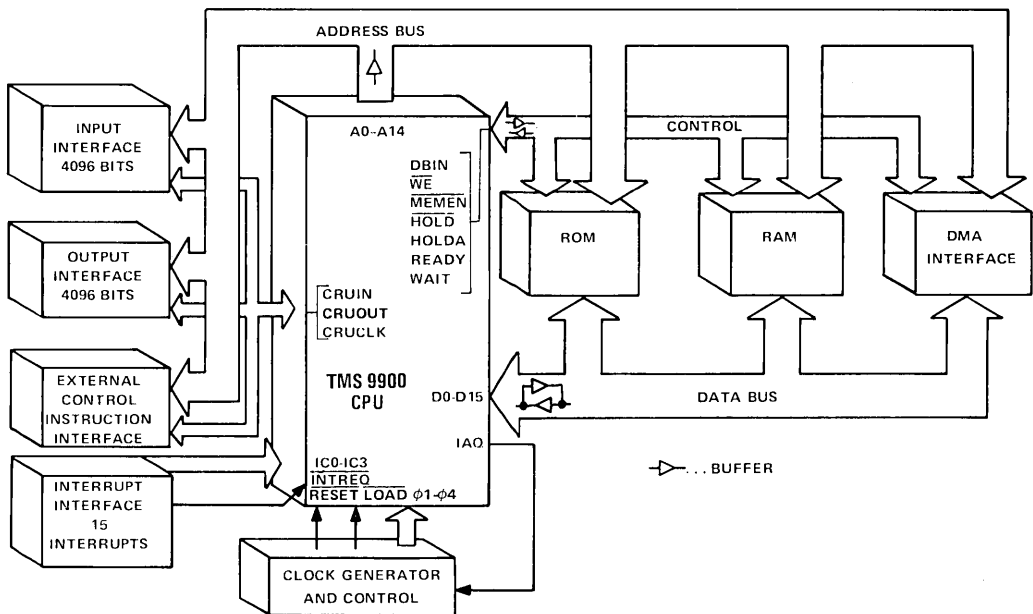 ADDRESS BUS
INPUT
INTERFACE
4096 BITS
OUTPUT
INTERFACE
4096 BITS
EXTERNAL
CONTROL
INSTRUCTION
INTERFACE
INTERRUPT
INTERFACE
15
INTERRUPTS
A0-A14
DBIN
WE
MEMEN
HOLD
HOLDA
READY
WAIT
CRUIN
CRUOUT
CRUCLK
TMS 9900
CPU
D0-D15
IAQ
IC0-IC3
INTREQ
RESET LOAD ϕ1-ϕ4
CLOCK GENERATOR
AND CONTROL
CONTROL
ROM
RAM
DMA
INTERFACE
DATA BUS
...BUFFER